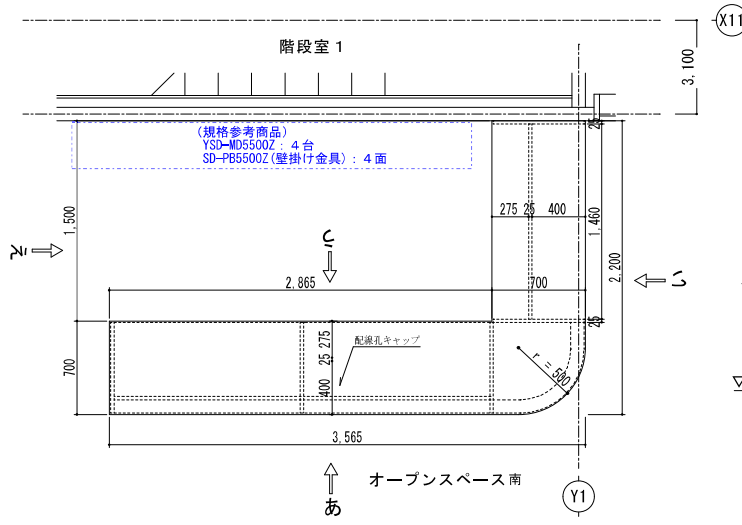 X11
階段室１
3,100
(規格参考商品)
YSD-MD5500Z：４台
SD-PB5500Z(壁掛け金具)：４面
25
1,500
275 25 400
1,460
え
う
2,200
い
2,865
700
25
700
275
25
400
配線孔キャップ
r = 500
3,565
あ
オープンスペース南
Y1